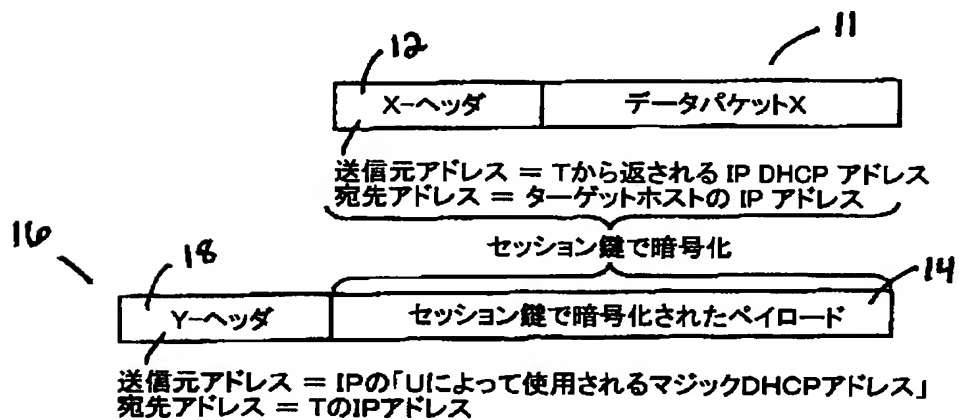 12
11
X-ヘッダ
データパケットX
送信元アドレス = Tから返される IP DHCP アドレス
宛先アドレス = ターゲットホストの IP アドレス
セッション鍵で暗号化
16
18
14
Y-ヘッダ
セッション鍵で暗号化されたペイロード
送信元アドレス = IPの「Uによって使用されるマジックDHCPアドレス」
宛先アドレス = TのIPアドレス